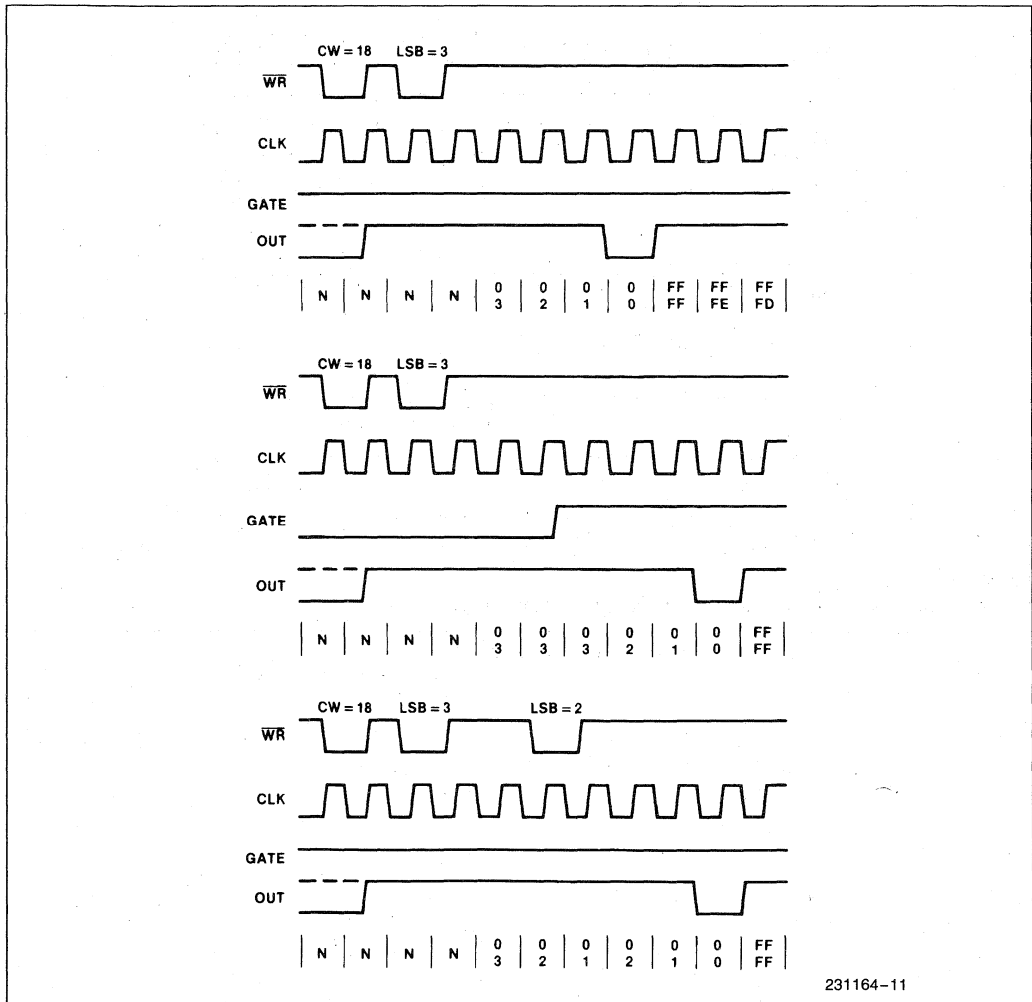 CW = 18 LSB = 3
WR
CLK
GATE
OUT
N N N N 0 0 0 0 FF FF FF
3 2 1 0 FF FE FD
CW = 18 LSB = 3
WR
CLK
GATE
OUT
N N N N 0 0 0 0 0 0 FF
3 3 3 2 1 0 FF
CW = 18 LSB = 3 LSB = 2
WR
CLK
GATE
OUT
N N N N 0 0 0 0 0 0 FF
3 2 1 2 1 0 FF
231164-11